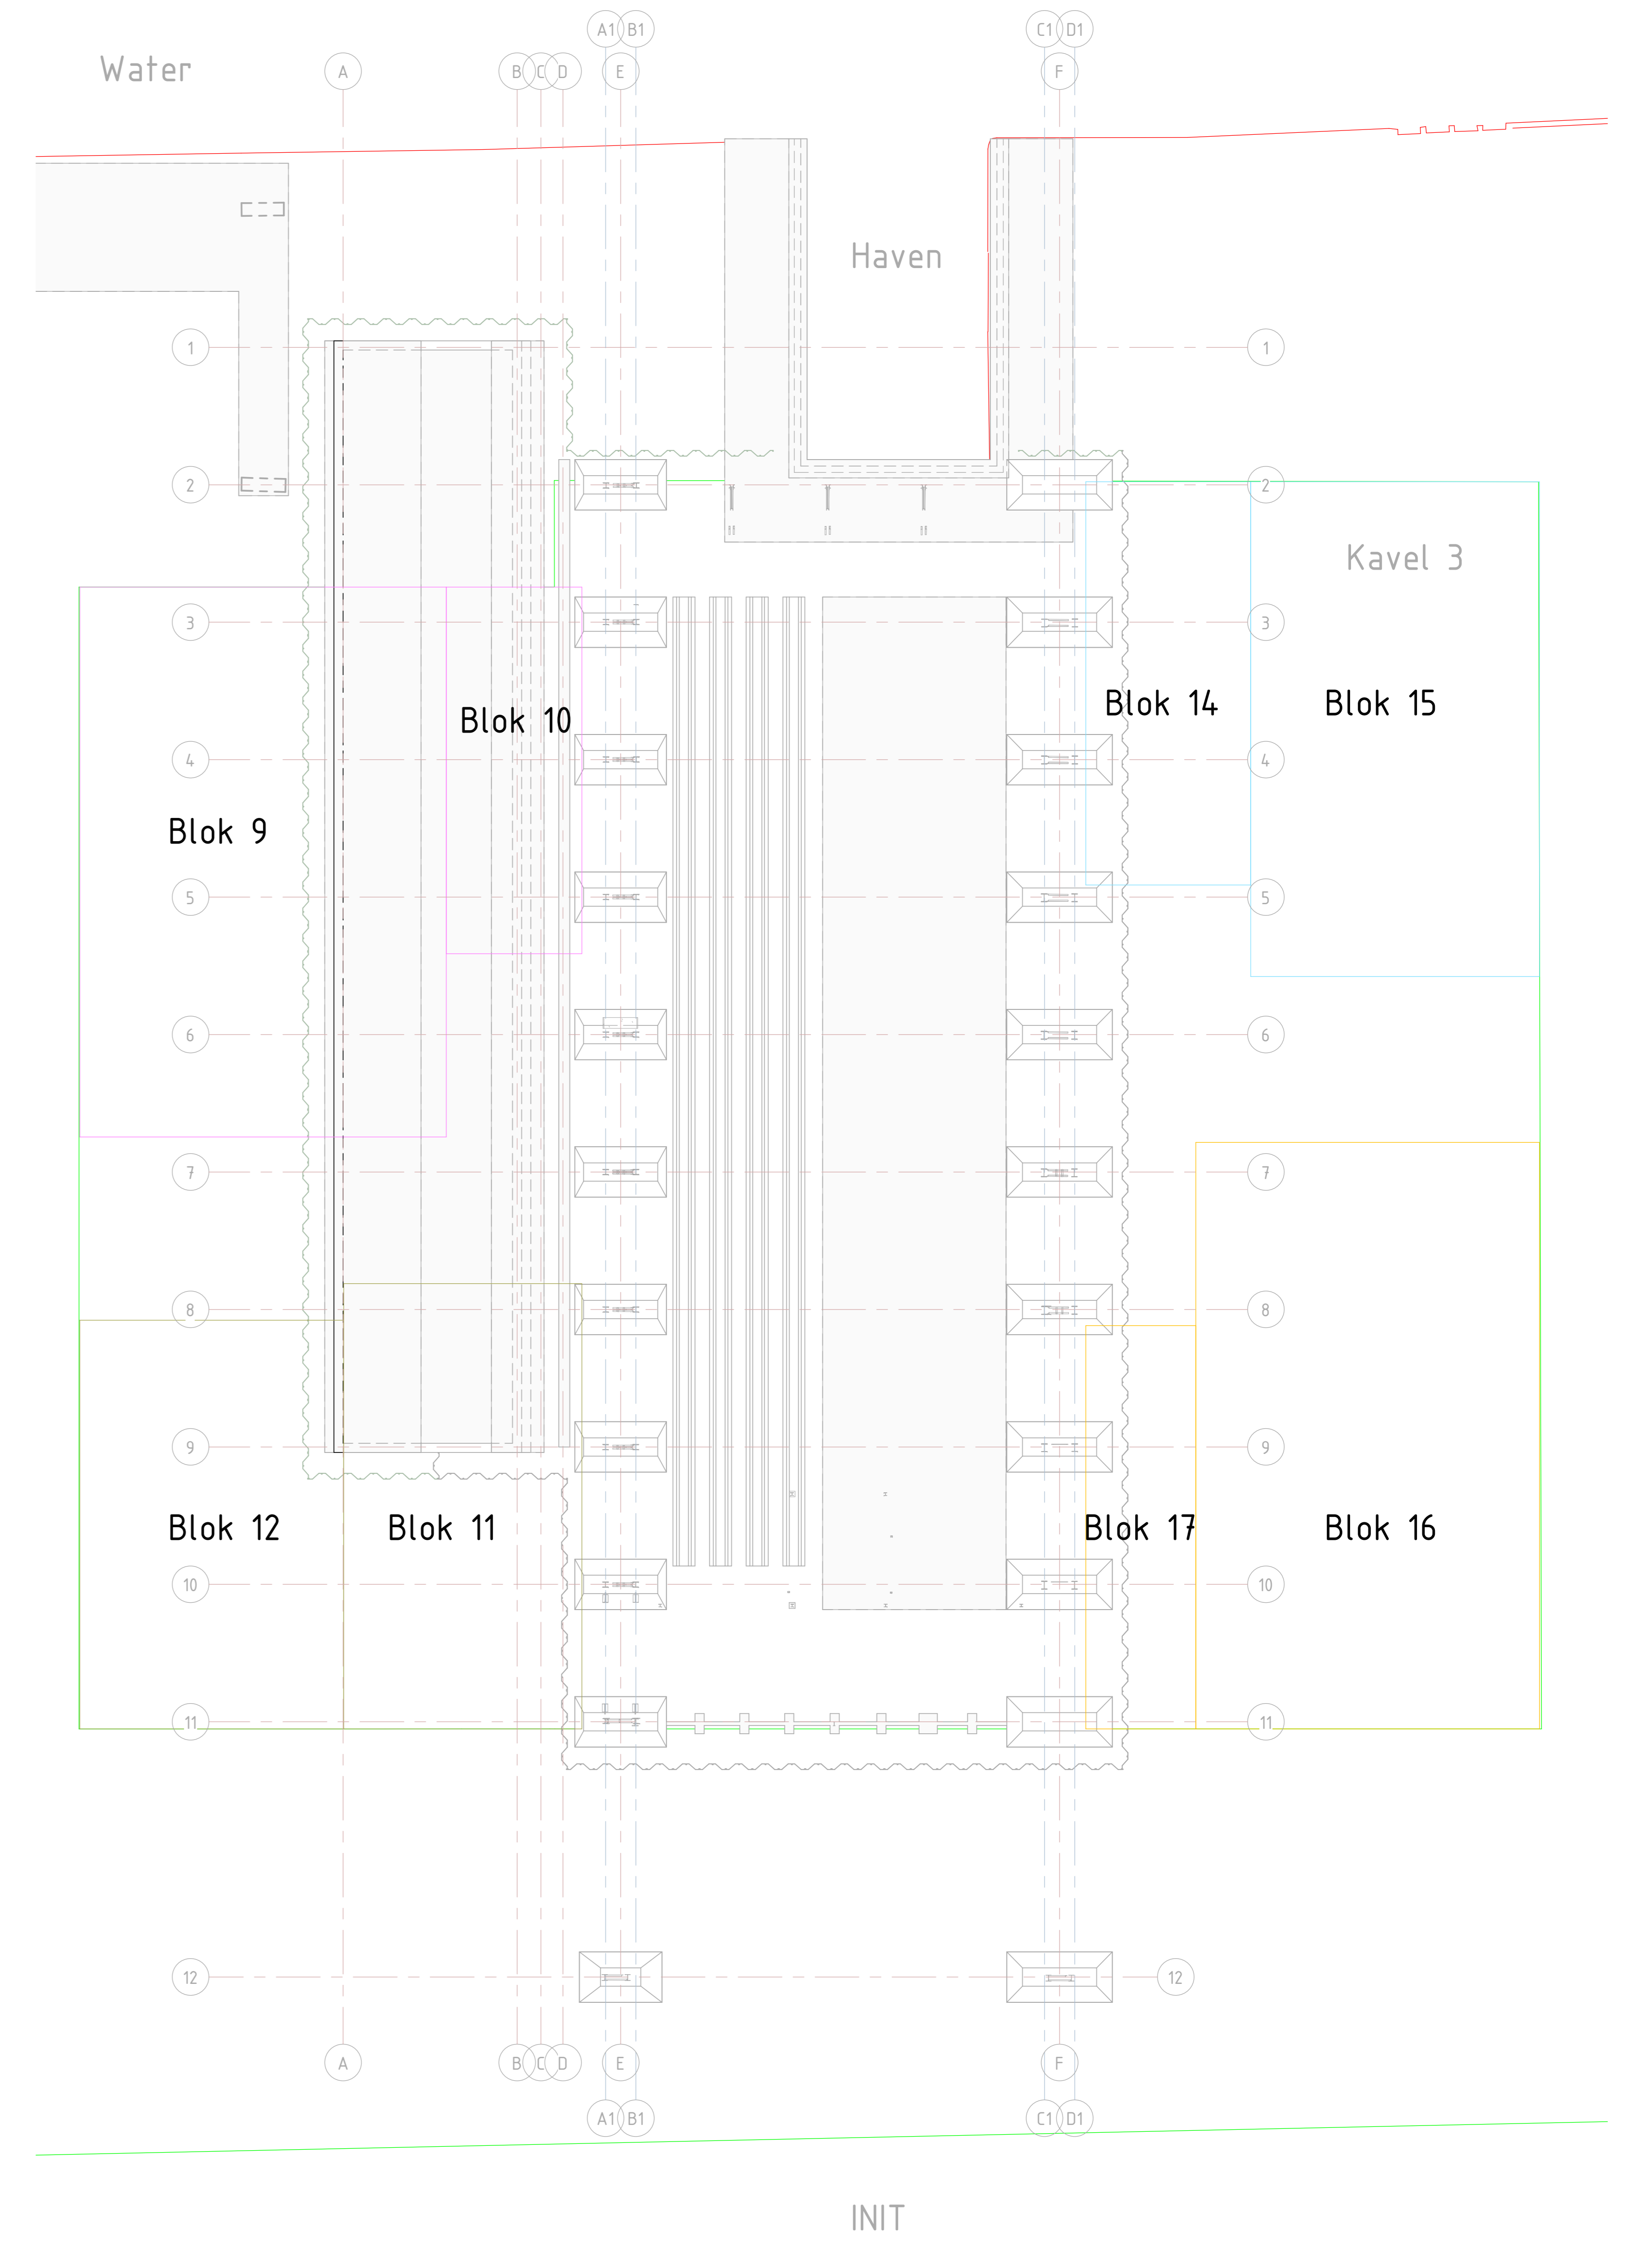 A1 B1 C1 D1
A B C D E F
Water
Haven
1 1
2 2
Kavel 3
3 3
Blok 14 Blok 15
Blok 10
4 4
Blok 9
5 5
6 6
7 7
8 8
9 9
Blok 12 Blok 11 Blok 17 Blok 16
10 10
11 11
12 12
A B C D E F
A1 B1 C1 D1
INIT